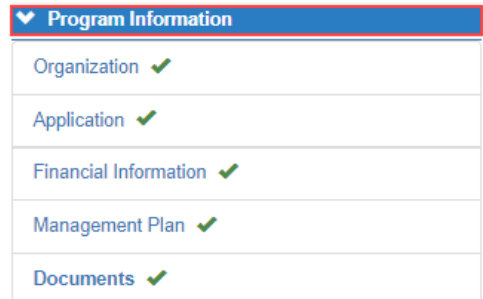 Program Information
Organization
Application
Financial Information
Management Plan
Documents